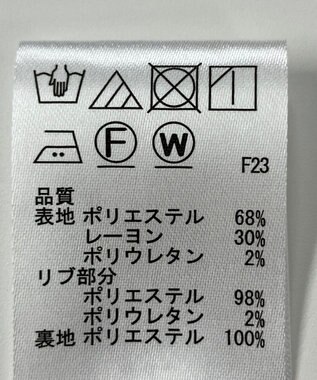 F W
F23
品質
表地 ポリエステル 68%
レーヨン 30%
ポリウレタン 2%
リブ部分
ポリエステル 98%
ポリウレタン 2%
裏地 ポリエステル 100%